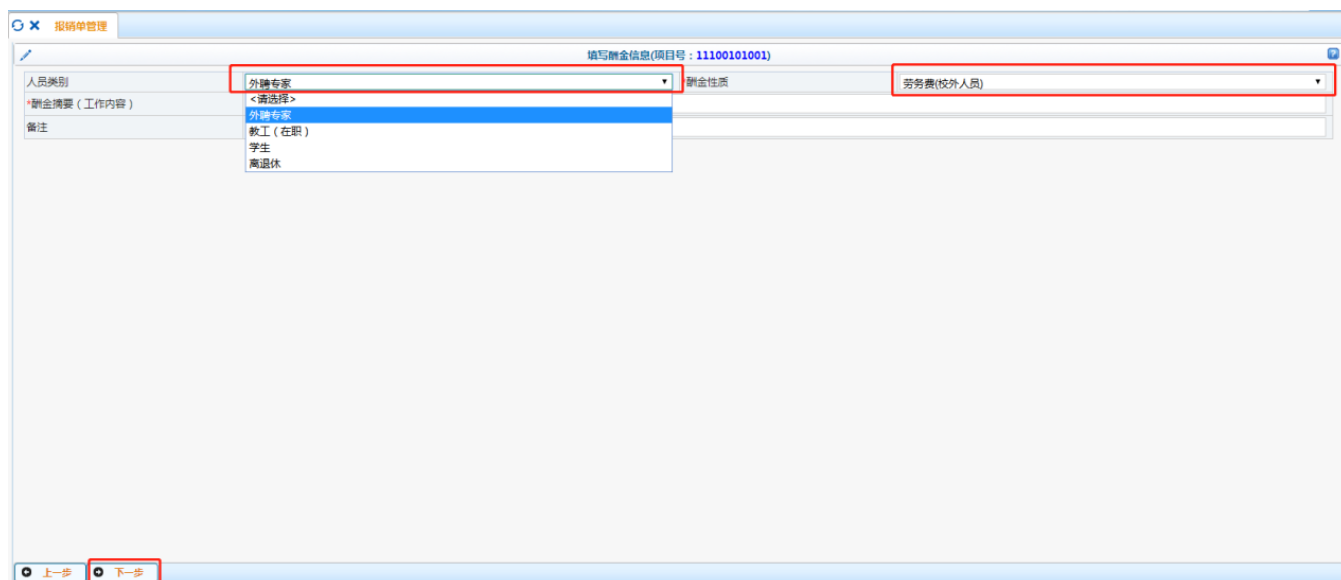 报销单管理
填写酬金信息(项目号：11100101001)
人员类别 外聘专家 *酬金性质 劳务费(校外人员)
*酬金摘要（工作内容） <请选择>
外聘专家
备注 教工（在职）
学生
离退休
上一步 下一步